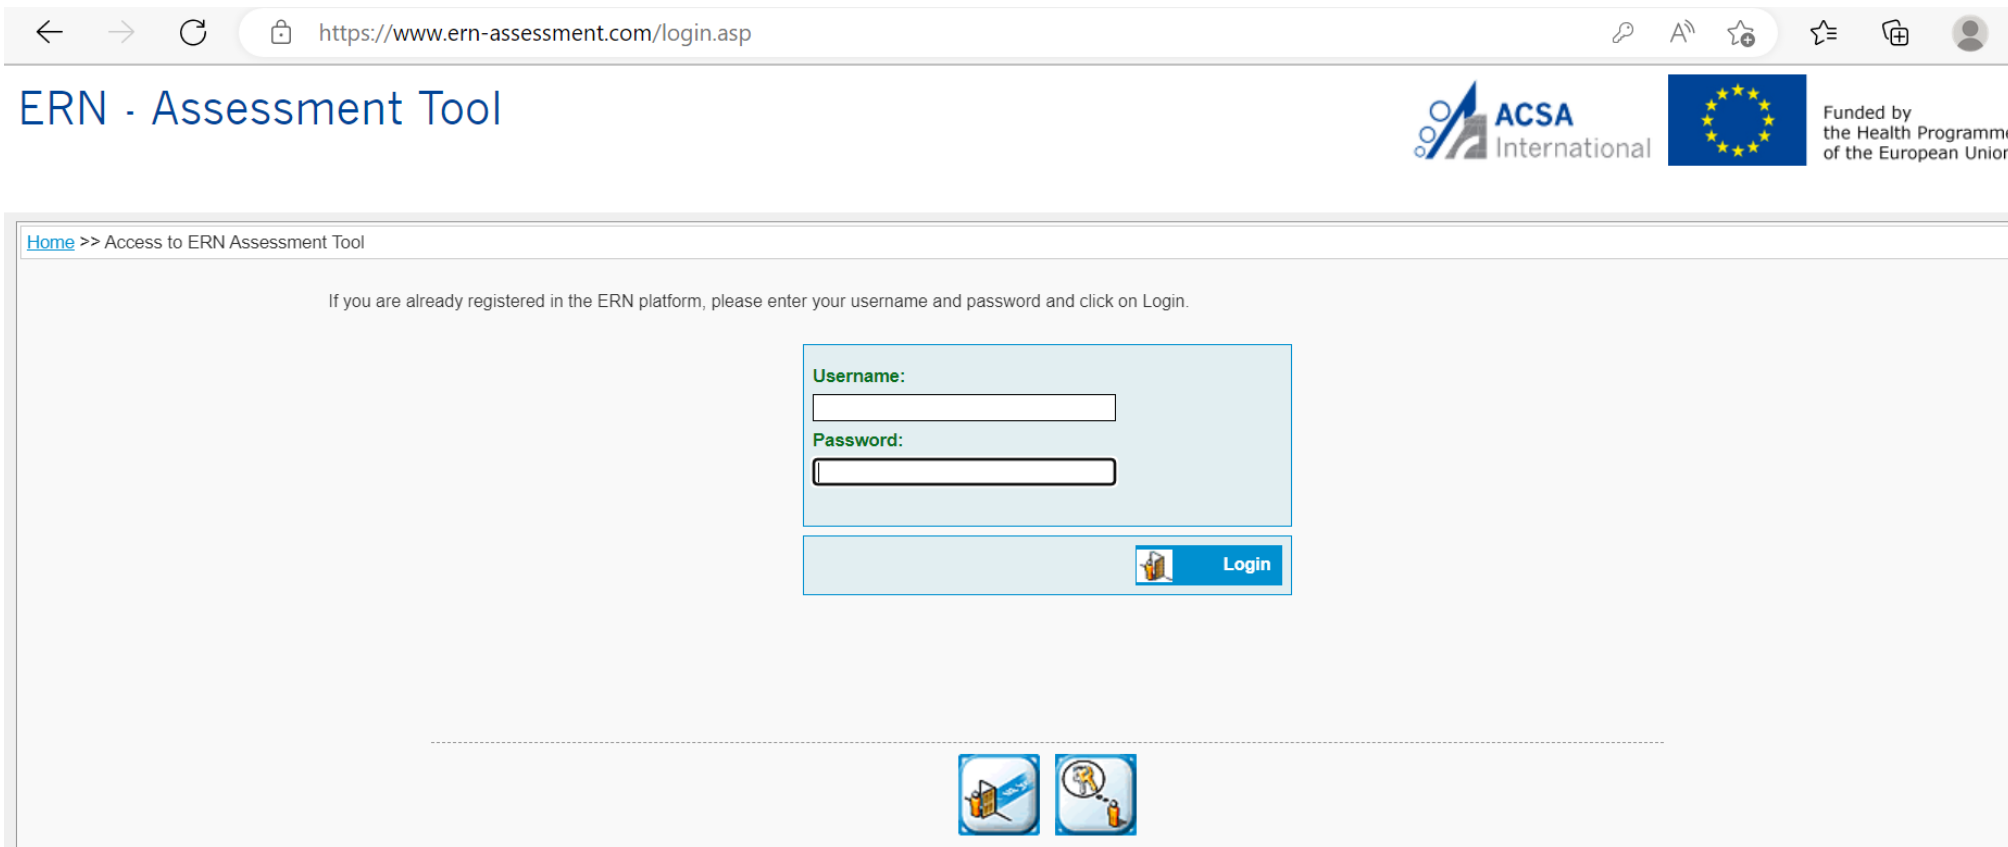 https://www.ern-assessment.com/login.asp
ERN - Assessment Tool
ACSA
International
Funded by
the Health Programme
of the European Union
Home >> Access to ERN Assessment Tool
If you are already registered in the ERN platform, please enter your username and password and click on Login.
Username:
Password:
Login